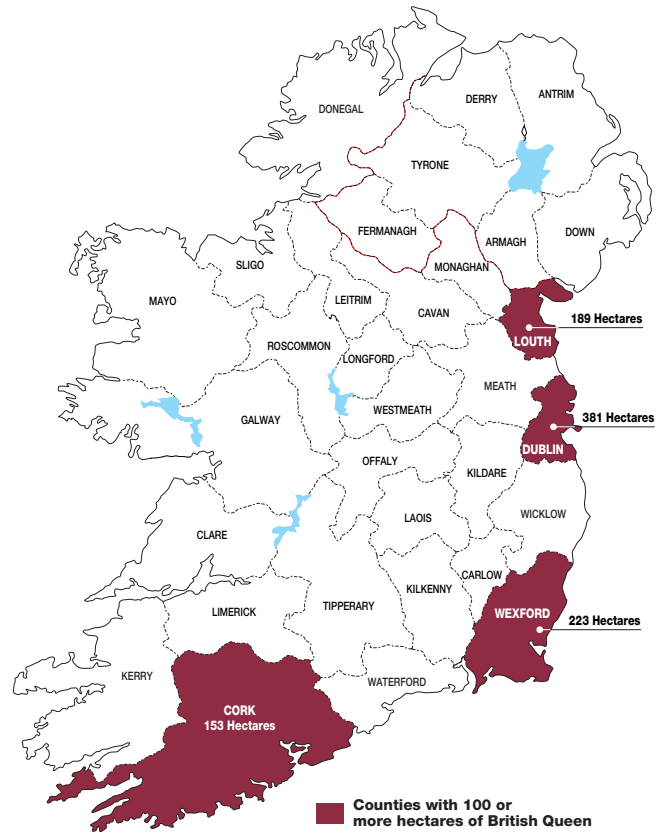 DERRY
ANTRIM
DONEGAL
TYRONE
FERMANAGH
ARMAGH
DOWN
MONAGHAN
SLIGO
LEITRIM
CAVAN
MAYO
189 Hectares
LOUTH
ROSCOMMON
LONGFORD
MEATH
WESTMEATH
GALWAY
381 Hectares
DUBLIN
OFFALY
KILDARE
LAOIS
WICKLOW
CLARE
CARLOW
KILKENNY
LIMERICK
TIPPERARY
WEXFORD
223 Hectares
KERRY
WATERFORD
CORK
153 Hectares
Counties with 100 or
more hectares of British Queen